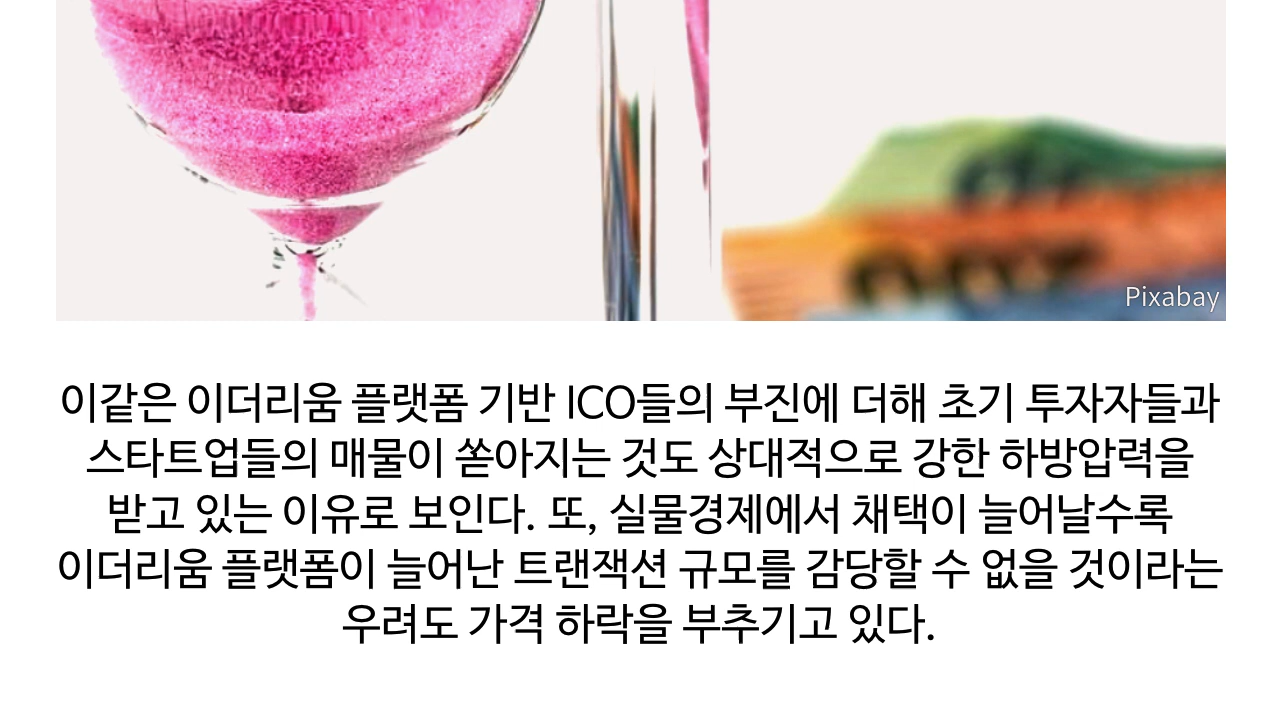 Pixabay
이같은 이더리움 플랫폼 기반 ICO들의 부진에 더해 초기 투자자들과
스타트업들의 매물이 쏟아지는 것도 상대적으로 강한 하방압력을
받고 있는 이유로 보인다. 또, 실물경제에서 채택이 늘어날수록
이더리움 플랫폼이 늘어난 트랜잭션 규모를 감당할 수 없을 것이라는
우려도 가격 하락을 부추기고 있다.